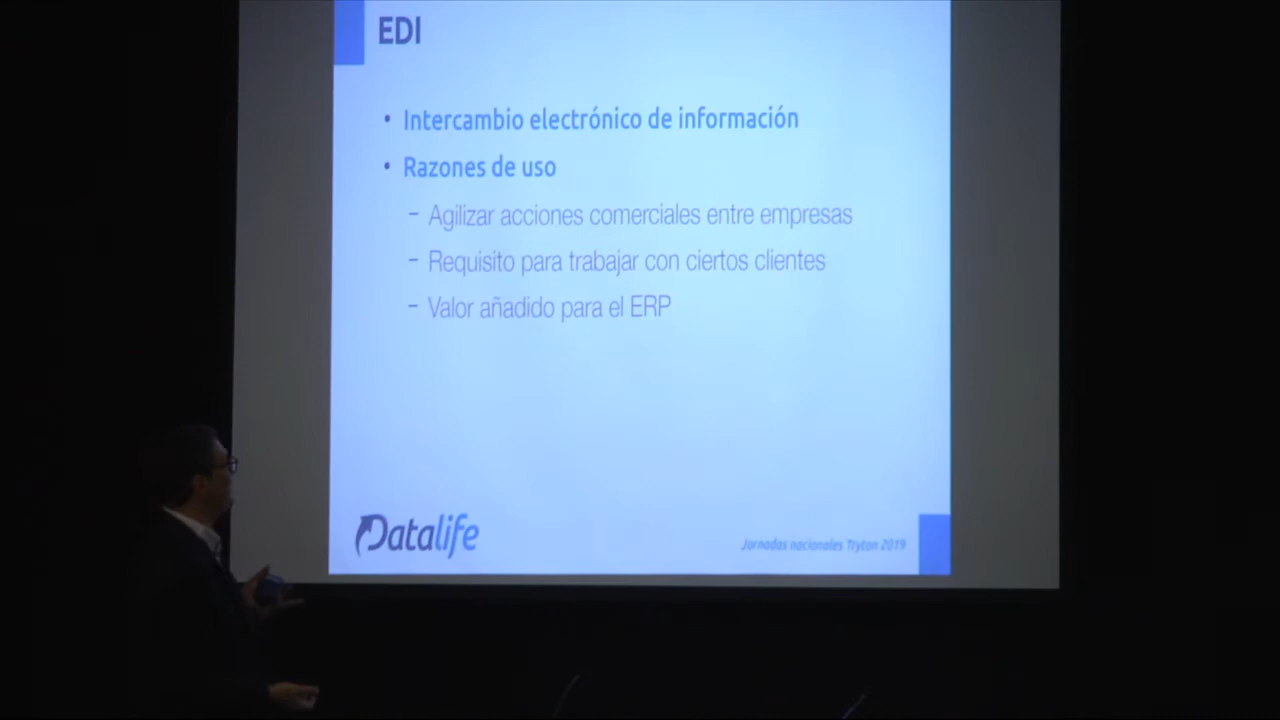 EDI
• Intercambio electrónico de información
• Razones de uso
– Agilizar acciones comerciales entre empresas
– Requisito para trabajar con ciertos clientes
– Valor añadido para el ERP
Datalife
Jornadas nacionales Tryton 2019